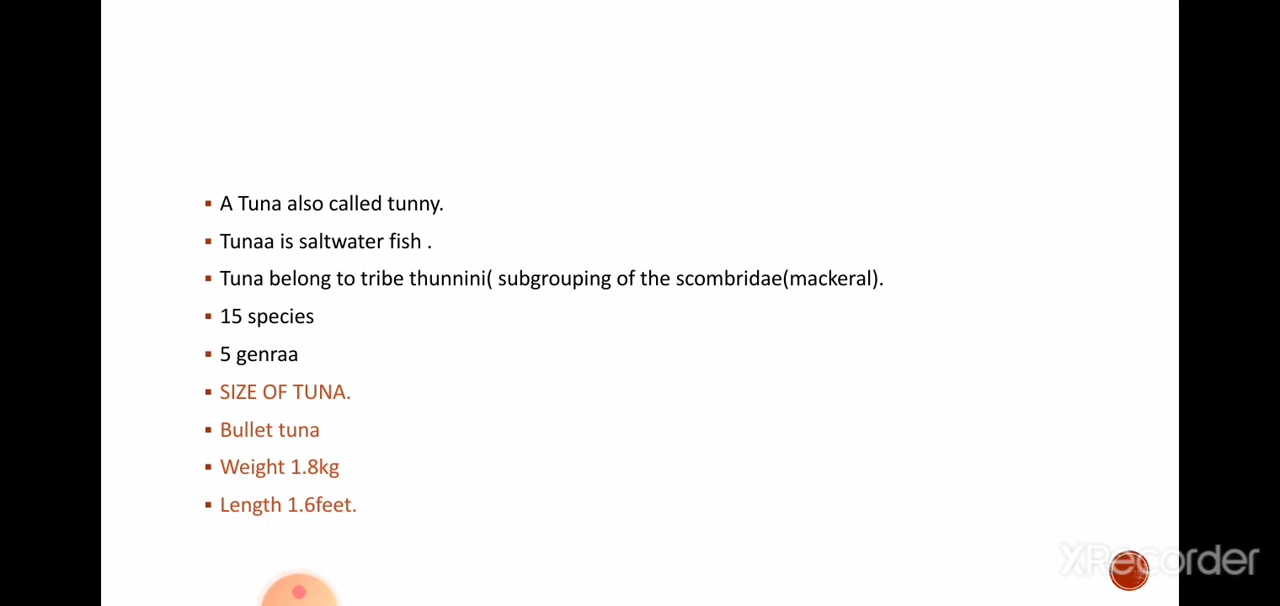 ▪ A Tuna also called tunny.
▪ Tunaa is saltwater fish .
▪ Tuna belong to tribe thunnini( subgrouping of the scombridae(mackeral).
▪ 15 species
▪ 5 genraa
▪ SIZE OF TUNA.
▪ Bullet tuna
▪ Weight 1.8kg
▪ Length 1.6feet.
XRecorder